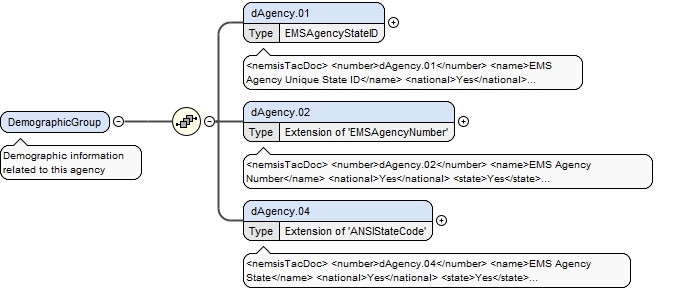 dAgency.01
Type EMSAgencyStateID
<nemsisTacDoc> <number>dAgency.01</number> <name>EMS
Agency Unique State ID</name> <national>Yes</national>...
DemographicGroup
Demographic information
related to this agency
dAgency.02
Type Extension of 'EMSAgencyNumber'
<nemsisTacDoc> <number>dAgency.02</number> <name>EMS Agency
Number</name> <national>Yes</national> <state>Yes</state>...
dAgency.04
Type Extension of 'ANSIStateCode'
<nemsisTacDoc> <number>dAgency.04</number> <name>EMS Agency
State</name> <national>Yes</national> <state>Yes</state>...